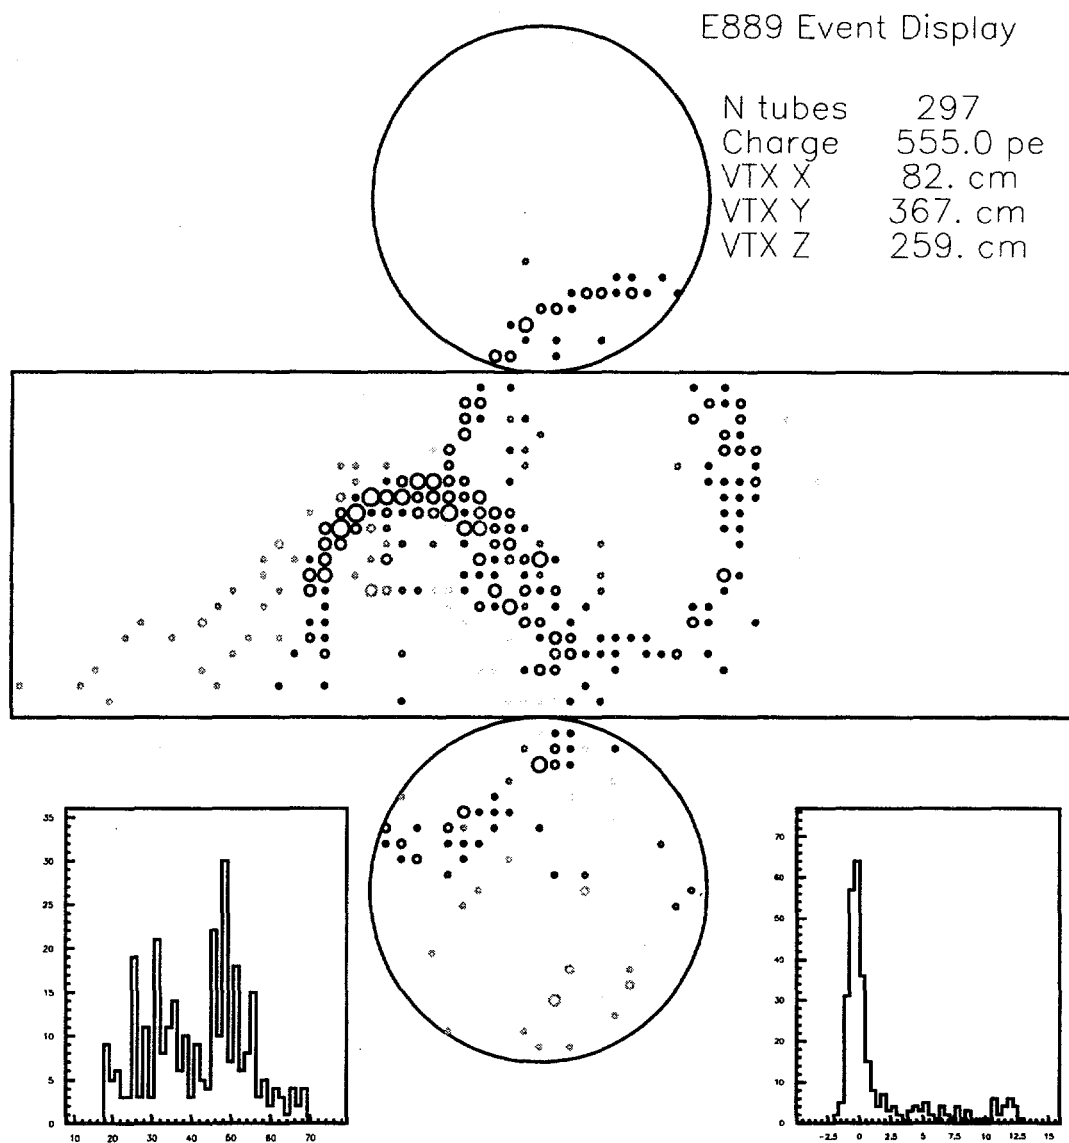 E889 Event Display
N tubes 297
Charge 555.0 pe
VTX X 82. cm
VTX Y 367. cm
VTX Z 259. cm
35
30
25
20
15
10
5
0
10 20 30 40 50 60 70
70
60
50
40
30
20
10
0
-2.5 0 2.5 5 7.5 10 12.5 15